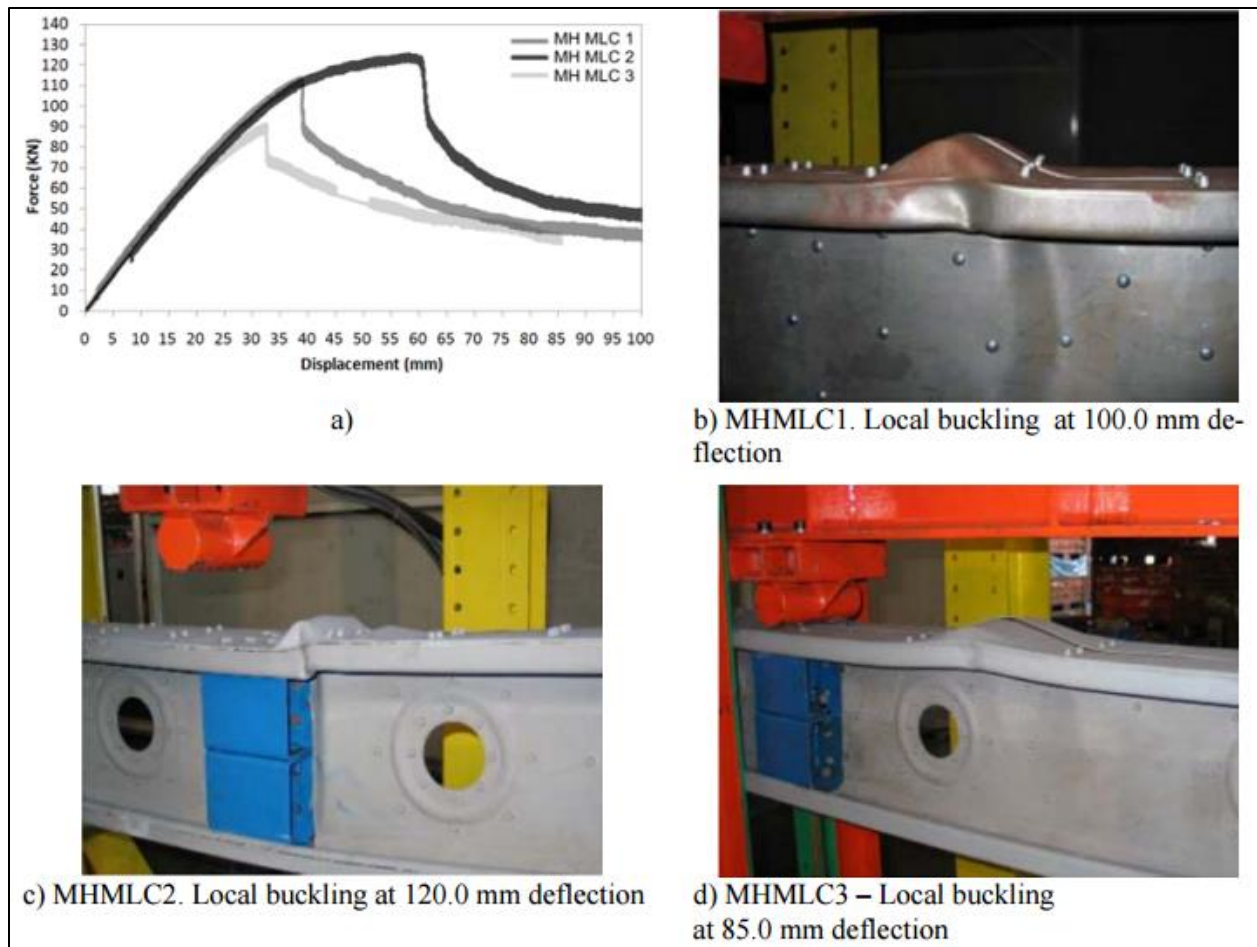 140
130
120
110
100
90
80
70
60
50
40
30
20
10
0
Force (KN)
MH MLC 1
MH MLC 2
MH MLC 3
0 5 10 15 20 25 30 35 40 45 50 55 60 65 70 75 80 85 90 95 100
Displacement (mm)
a)
b) MHMLC1. Local buckling at 100.0 mm de-
flection
c) MHMLC2. Local buckling at 120.0 mm deflection
d) MHMLC3 – Local buckling
at 85.0 mm deflection